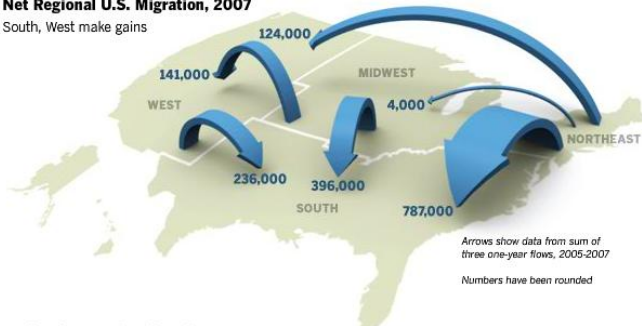 Net Regional U.S. Migration, 2007
South, West make gains
124,000
141,000
MIDWEST
WEST
4,000
NORTHEAST
236,000
396,000
SOUTH
787,000
Arrows show data from sum of
three one-year flows, 2005-2007
Numbers have been rounded